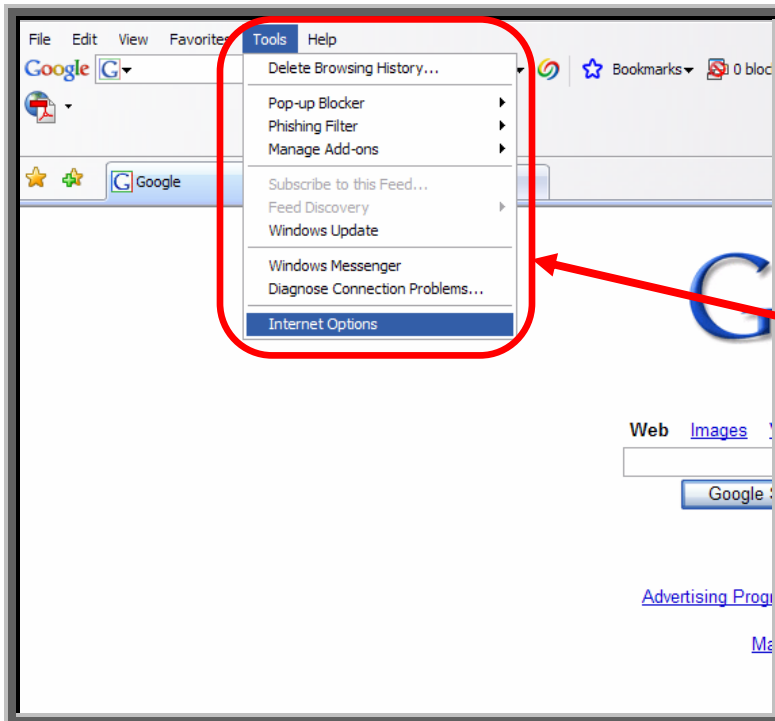 File Edit View Favorites Tools Help
Google G Bookmarks 0 bloc
Delete Browsing History...
Pop-up Blocker
Phishing Filter
Manage Add-ons
G Google
Subscribe to this Feed...
Feed Discovery
Windows Update
Windows Messenger
Diagnose Connection Problems...
Internet Options
G
Web Images
Google
Advertising Prog
Ma